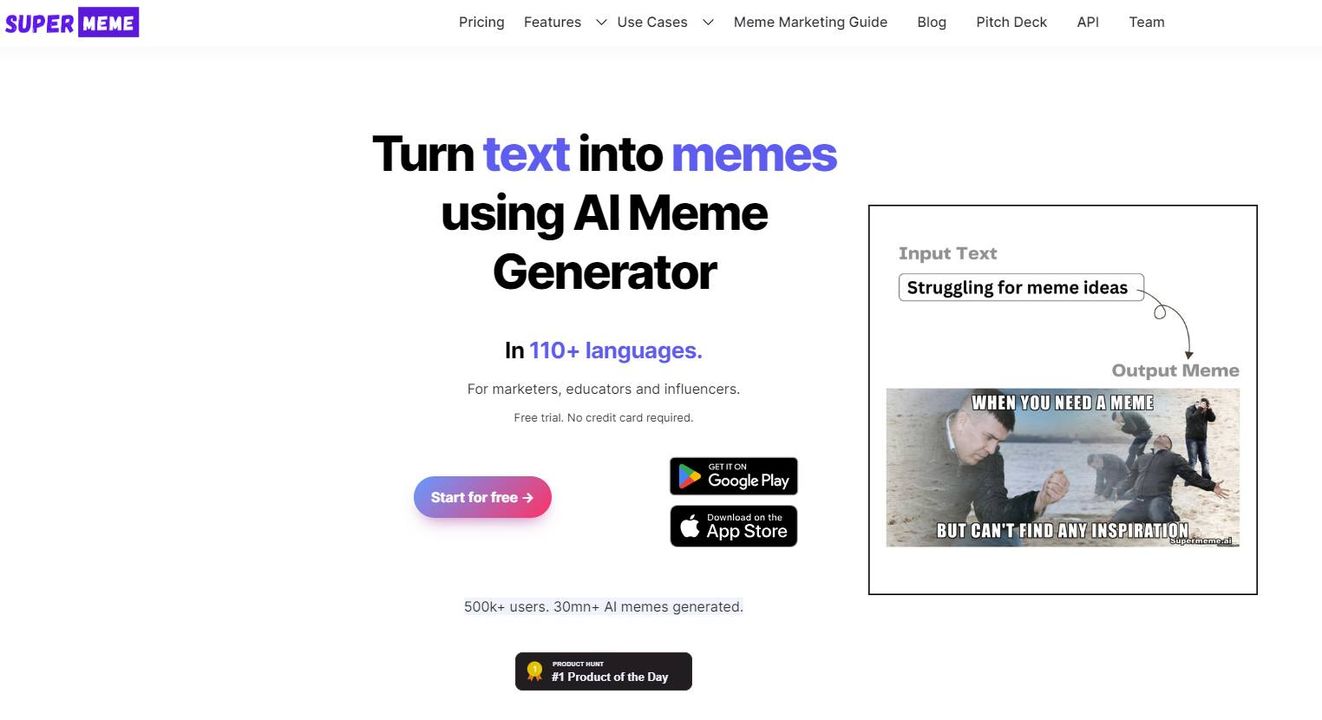 SUPER MEME
Pricing
Features
Use Cases
Meme Marketing Guide
Blog
Pitch Deck
API
Team
Turn text into memes
using AI Meme
Generator
In 110+ languages.
For marketers, educators and influencers.
Free trial. No credit card required.
Start for free →
GET IT ON
Google Play
Download on the
App Store
500k+ users. 30mn+ AI memes generated.
1
PRODUCT HUNT
#1 Product of the Day
Input Text
Struggling for meme ideas
Output Meme
WHEN YOU NEED A MEME
BUT CAN'T FIND ANY INSPIRATION
Supermeme.ai